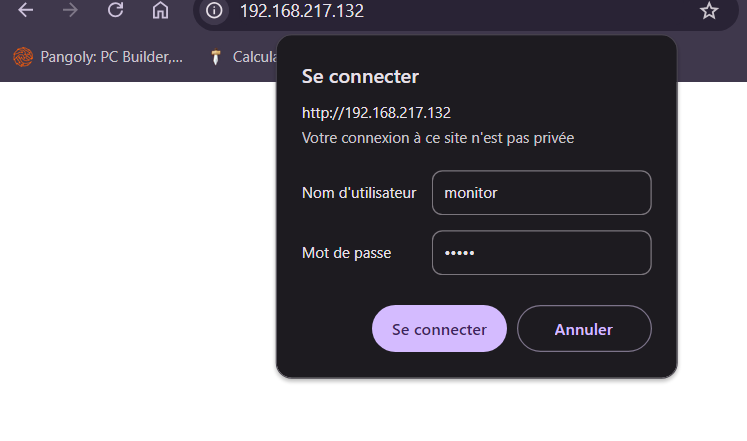 192.168.217.132
Pangoly: PC Builder,... Calcula
Se connecter
http://192.168.217.132
Votre connexion à ce site n'est pas privée
Nom d'utilisateur monitor
Mot de passe •••••
Se connecter Annuler